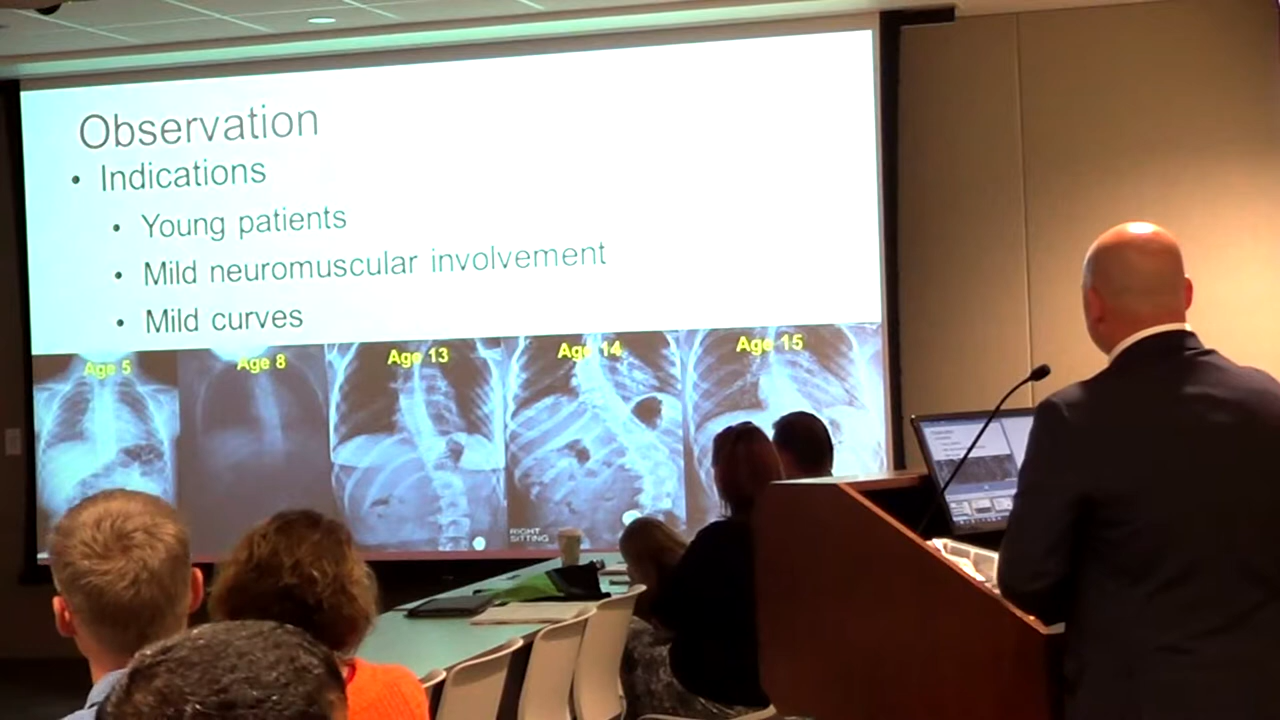 Observation
• Indications
• Young patients
• Mild neuromuscular involvement
• Mild curves
Age 5
Age 8
Age 13
Age 14
Age 15
RIGHT
SITTING